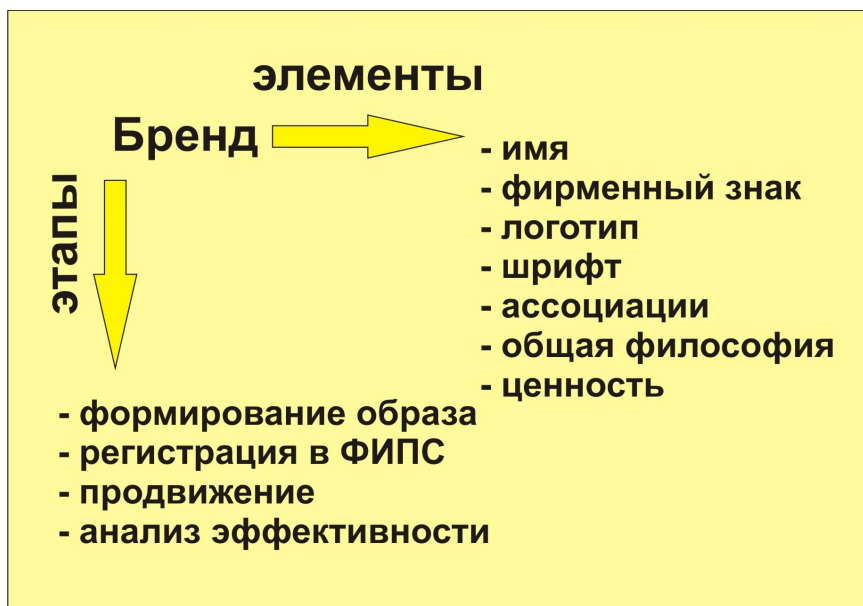 элементы
Бренд
этапы
- имя
- фирменный знак
- логотип
- шрифт
- ассоциации
- общая философия
- ценность
- формирование образа
- регистрация в ФИПС
- продвижение
- анализ эффективности